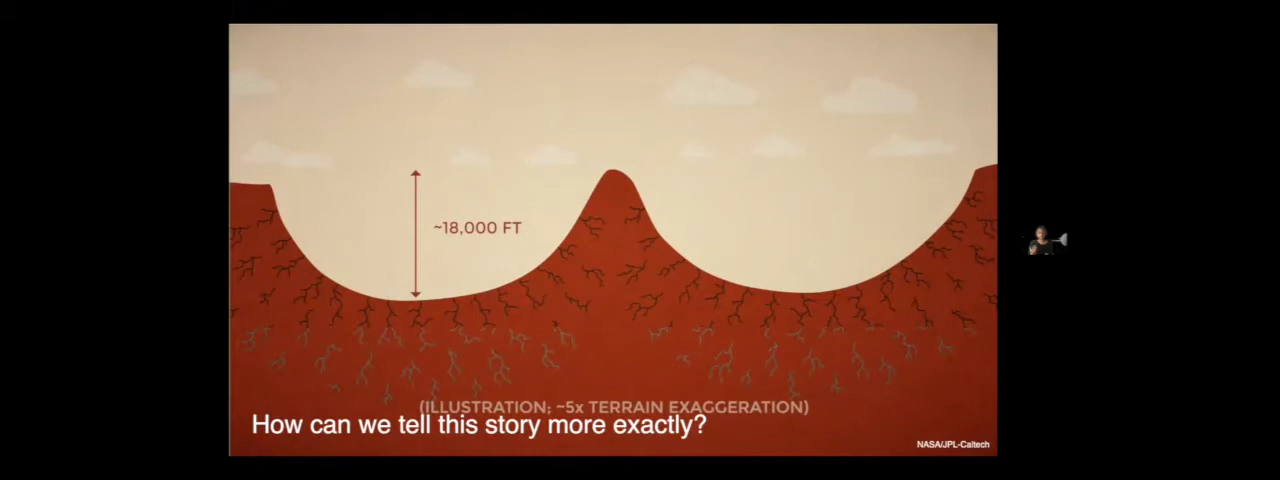 ~18,000 FT
(ILLUSTRATION; ~5x TERRAIN EXAGGERATION)
How can we tell this story more exactly?
NASA/JPL-Caltech